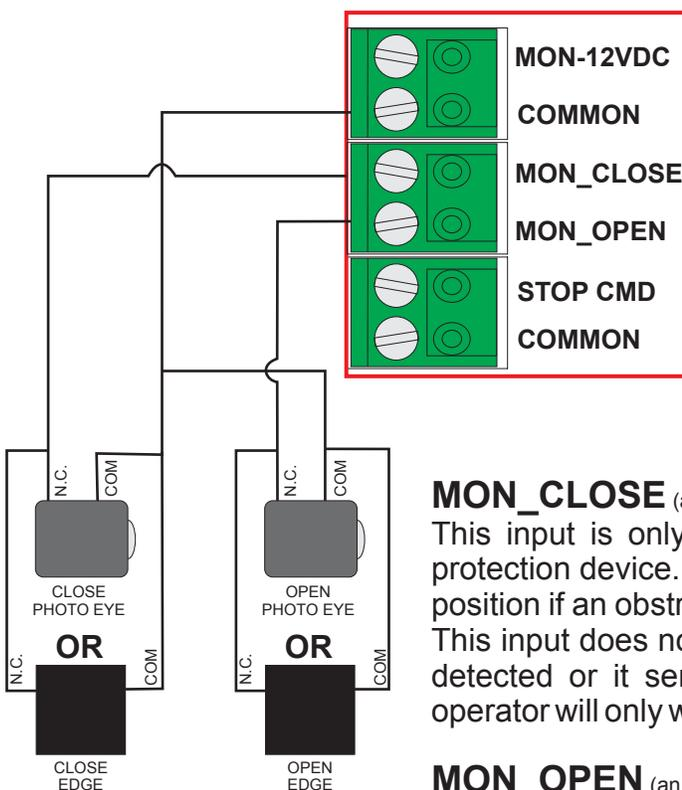 MON-12VDC
COMMON
MON_CLOSE
MON_OPEN
STOP CMD
COMMON
N.C.
COM
N.C.
COM
CLOSE
PHOTO EYE
OPEN
PHOTO EYE
OR
OR
N.C.
COM
N.C.
COM
CLOSE
EDGE
OPEN
EDGE
MON_CLOSE
This input is only
protection device.
position if an obstr
This input does no
detected or it ser
operator will only w
MON_OPEN (an